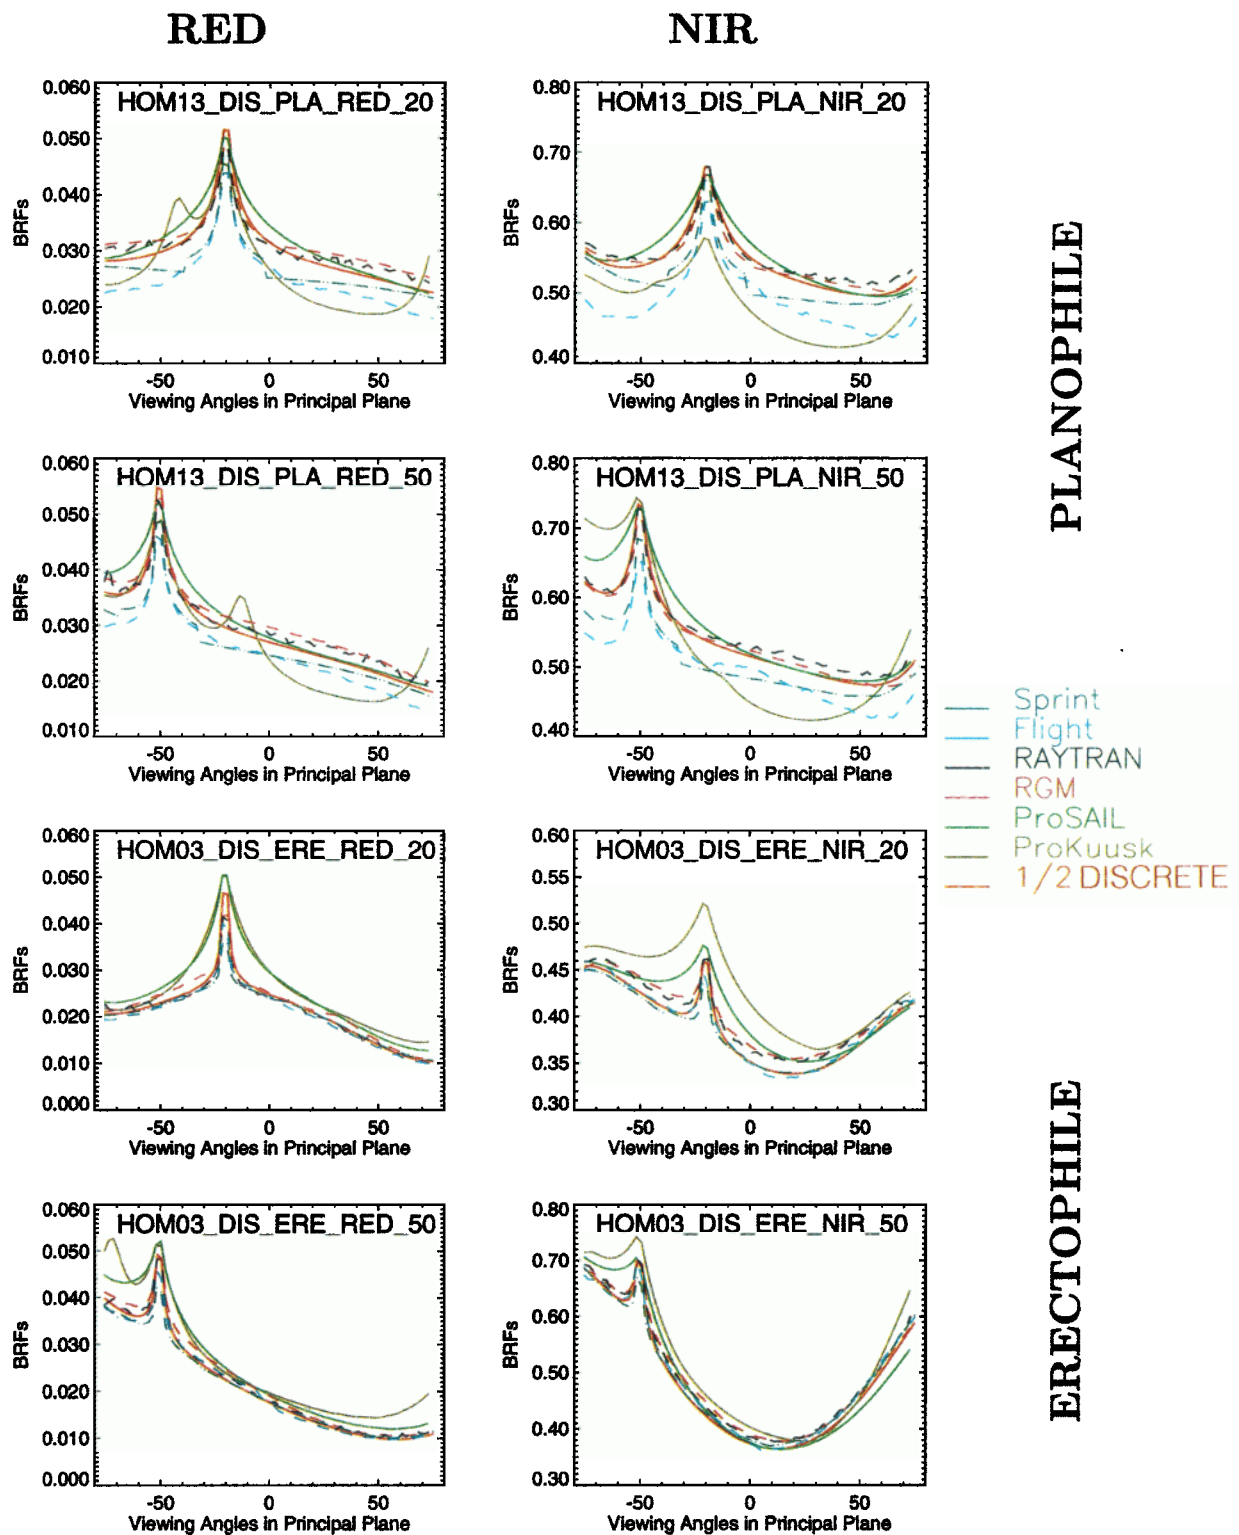 RED
NIR
HOM13_DIS_PLA_RED_20
0.060
0.050
0.040
0.030
0.020
0.010
BRFs
-50 0 50
Viewing Angles in Principal Plane
HOM13_DIS_PLA_NIR_20
0.80
0.70
0.60
0.50
0.40
BRFs
-50 0 50
Viewing Angles in Principal Plane
PLANOPHILE
HOM13_DIS_PLA_RED_50
0.060
0.050
0.040
0.030
0.020
0.010
BRFs
-50 0 50
Viewing Angles in Principal Plane
HOM13_DIS_PLA_NIR_50
0.80
0.70
0.60
0.50
0.40
BRFs
-50 0 50
Viewing Angles in Principal Plane
Sprint
Flight
RAYTRAN
RGM
ProSAIL
ProKuusk
1/2 DISCRETE
HOM03_DIS_ERE_RED_20
0.060
0.050
0.040
0.030
0.020
0.010
0.000
BRFs
-50 0 50
Viewing Angles in Principal Plane
HOM03_DIS_ERE_NIR_20
0.60
0.55
0.50
0.45
0.40
0.35
0.30
BRFs
-50 0 50
Viewing Angles in Principal Plane
ERECTOPHILE
HOM03_DIS_ERE_RED_50
0.060
0.050
0.040
0.030
0.020
0.010
0.000
BRFs
-50 0 50
Viewing Angles in Principal Plane
HOM03_DIS_ERE_NIR_50
0.80
0.70
0.60
0.50
0.40
0.30
BRFs
-50 0 50
Viewing Angles in Principal Plane